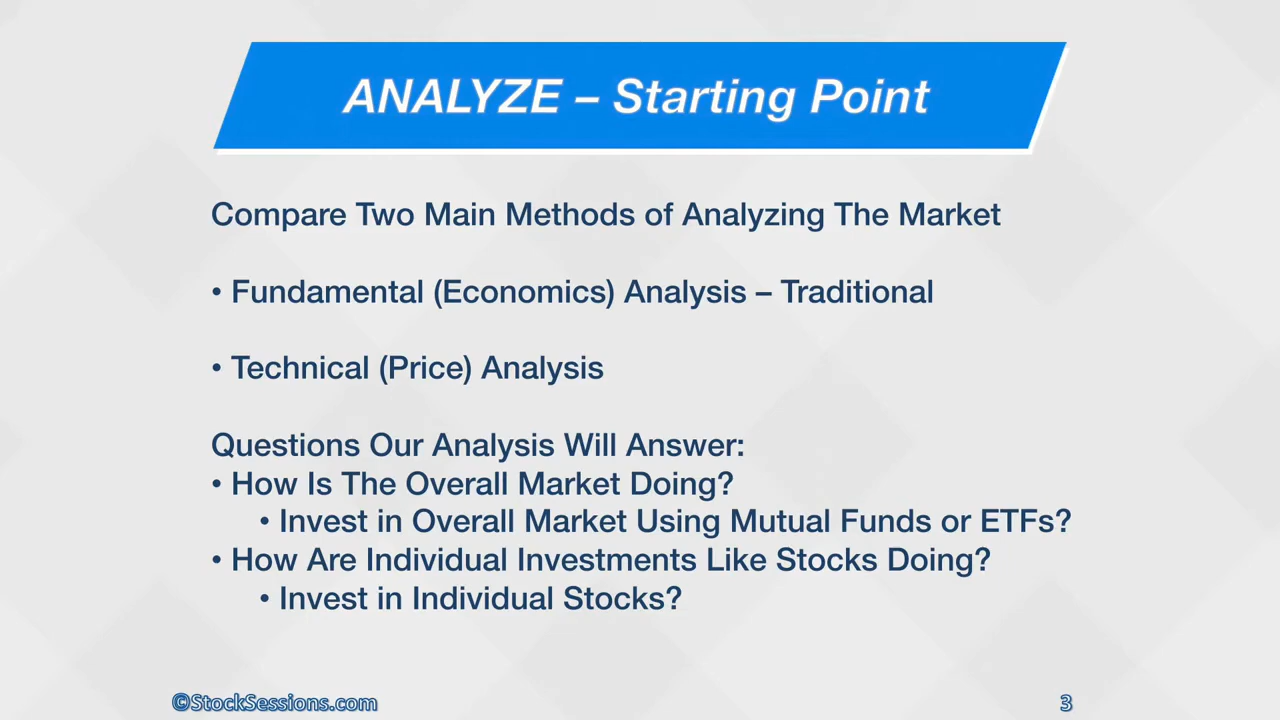 ANALYZE – Starting Point
Compare Two Main Methods of Analyzing The Market
• Fundamental (Economics) Analysis – Traditional
• Technical (Price) Analysis
Questions Our Analysis Will Answer:
• How Is The Overall Market Doing?
• Invest in Overall Market Using Mutual Funds or ETFs?
• How Are Individual Investments Like Stocks Doing?
• Invest in Individual Stocks?
©StockSessions.com
3